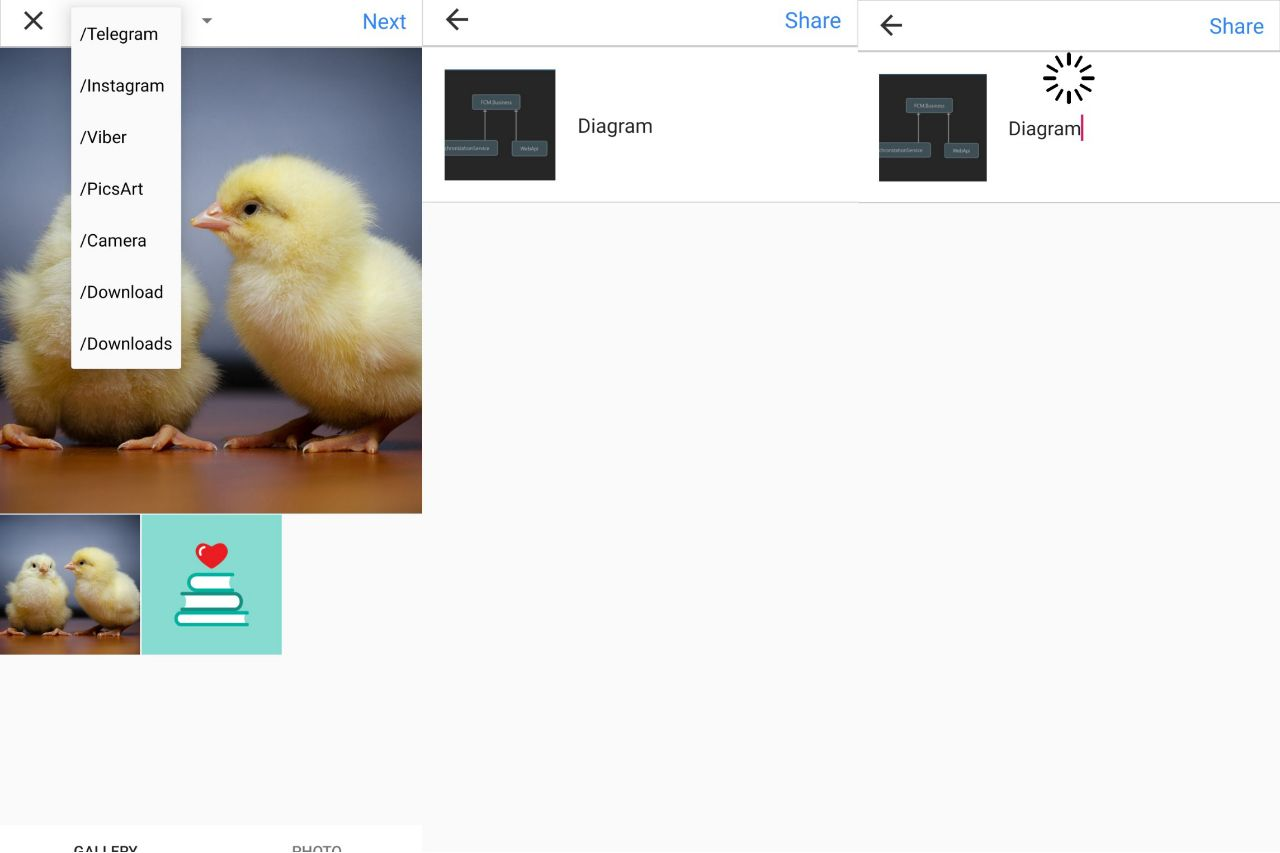 /Telegram
Next
/Instagram
/Viber
/PicsArt
/Camera
/Download
/Downloads
GALLERY
PHOTO
Share
FCM.Business
WebApi
Diagram
Share
FCM.Business
WebApi
Diagram